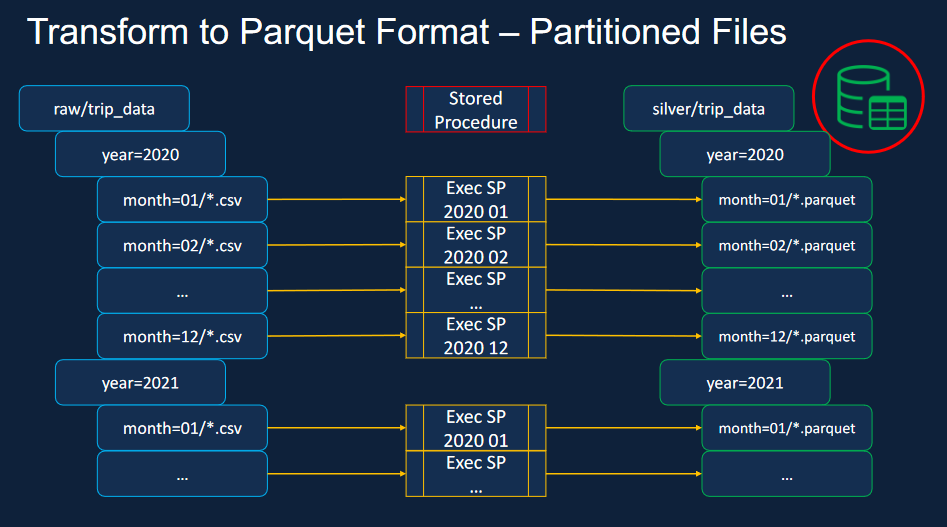 Transform to Parquet Format – Partitioned Files
raw/trip_data
Stored
Procedure
silver/trip_data
year=2020
year=2020
month=01/*.csv
Exec SP
2020 01
month=01/*.parquet
month=02/*.csv
Exec SP
2020 02
month=02/*.parquet
...
Exec SP
...
...
month=12/*.csv
Exec SP
2020 12
month=12/*.parquet
year=2021
year=2021
month=01/*.csv
Exec SP
2020 01
month=01/*.parquet
...
Exec SP
...
...